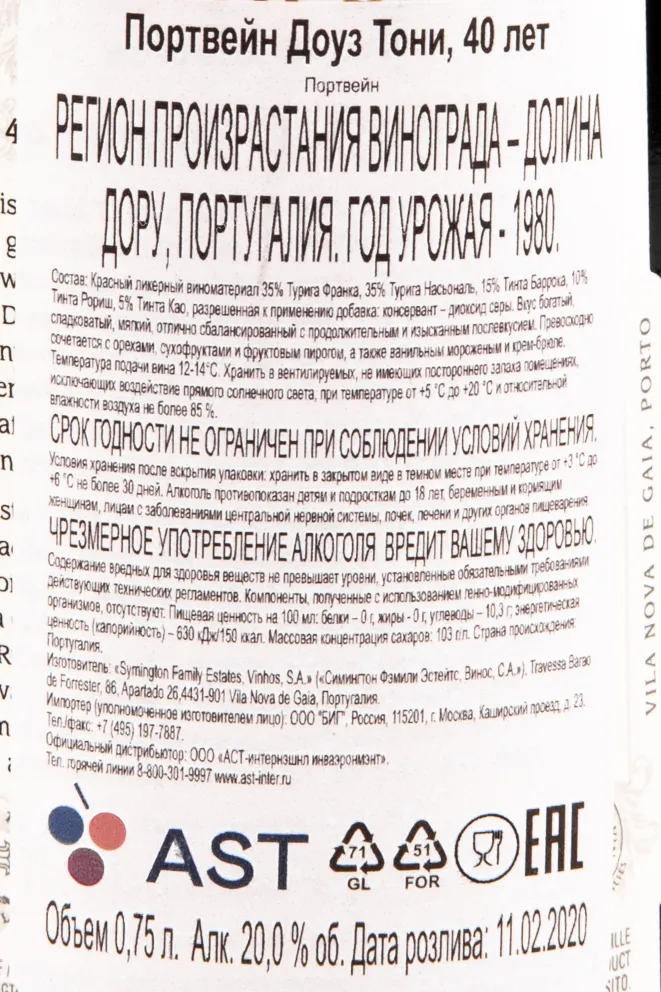 Портвейн Доуз Тони, 40 лет
Портвейн
РЕГИОН ПРОИЗРАСТАНИЯ ВИНОГРАДА – ДОЛИНА
ДОРУ, ПОРТУГАЛИЯ. ГОД УРОЖАЯ - 1980.
Состав: Красный ликерный виноматериал 35% Турига Франка, 35% Турига Насьональ, 15% Тинта Баррока, 10%
Тинта Рориш, 5% Тинта Као, разрешенная к применению добавка: консервант – диоксид серы. Вкус богатый,
сладковатый, мягкий, отлично сбалансированный с продолжительным и изысканным послевкусием. Превосходно
сочетается с орехами, сухофруктами и фруктовым пирогом, а также ванильным мороженым и крем-брюле.
Температура подачи вина 12-14°С. Хранить в вентилируемых, не имеющих постороннего запаха помещениях,
исключающих воздействие прямого солнечного света, при температуре от +5 °С до +20 °С и относительной
влажности воздуха не более 85 %.
СРОК ГОДНОСТИ НЕ ОГРАНИЧЕН ПРИ СОБЛЮДЕНИИ УСЛОВИЙ ХРАНЕНИЯ.
Условия хранения после вскрытия упаковки: хранить в закрытом виде в темном месте при температуре от +3 °С до
+6 °С не более 30 дней. Алкоголь противопоказан детям и подросткам до 18 лет, беременным и кормящим
женщинам, лицам с заболеваниями центральной нервной системы, почек, печени и других органов пищеварения.
ЧРЕЗМЕРНОЕ УПОТРЕБЛЕНИЕ АЛКОГОЛЯ ВРЕДИТ ВАШЕМУ ЗДОРОВЬЮ.
Содержание вредных для здоровья веществ не превышает уровни, установленные обязательными требованиями
действующих технических регламентов. Компоненты, полученные с использованием генно-модифицированных
организмов, отсутствуют. Пищевая ценность на 100 мл: белки – 0 г, жиры - 0 г, углеводы – 10,3 г; энергетическая
ценность (калорийность) – 630 кДж/150 ккал. Массовая концентрация сахаров: 103 г/л. Страна происхождения:
Португалия.
Изготовитель: «Symington Family Estates, Vinhos, S.A.» («Симингтон Фэмили Эстейтс, Винос, С.А.»), Travessa Barao
de Forrester, 86, Apartado 26,4431-901 Vila Nova de Gaia, Португалия.
Импортер (уполномоченное изготовителем лицо): ООО "БИГ", Россия, 115201, г. Москва, Каширский проезд, д. 23.
Тел./факс: +7 (495) 197-7887.
Официальный дистрибьютор: ООО «АСТ-интернэшнл инваэронмэнт».
Тел. горячей линии 8-800-301-9997 www.ast-inter.ru
AST
71
GL
51
FOR
EAC
Объем 0,75 л. Алк. 20,0 % об. Дата розлива: 11.02.2020
VILA NOVA DE GAIA, PORTO